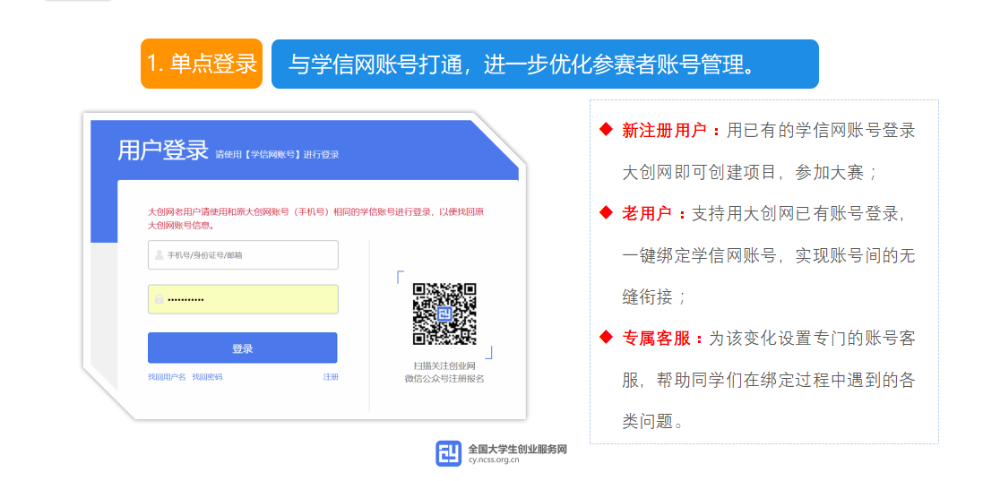 1. 单点登录
与学信网账号打通，进一步优化参赛者账号管理。
用户登录 请使用【学信网账号】进行登录
大创网老用户请使用和原大创网账号（手机号）相同的学信账号进行登录，以便找回原
大创网账号信息。
手机号/身份证号/邮箱
•••••••••••
登录
找回用户名 找回密码 注册
扫描关注创业网
微信公众号注册报名
◆ 新注册用户：用已有的学信网账号登录
大创网即可创建项目，参加大赛；
◆ 老用户：支持用大创网已有账号登录，
一键绑定学信网账号，实现账号间的无
缝衔接；
◆ 专属客服：为该变化设置专门的账号客
服，帮助同学们在绑定过程中遇到的各
类问题。
全国大学生创业服务网
cy.ncss.org.cn